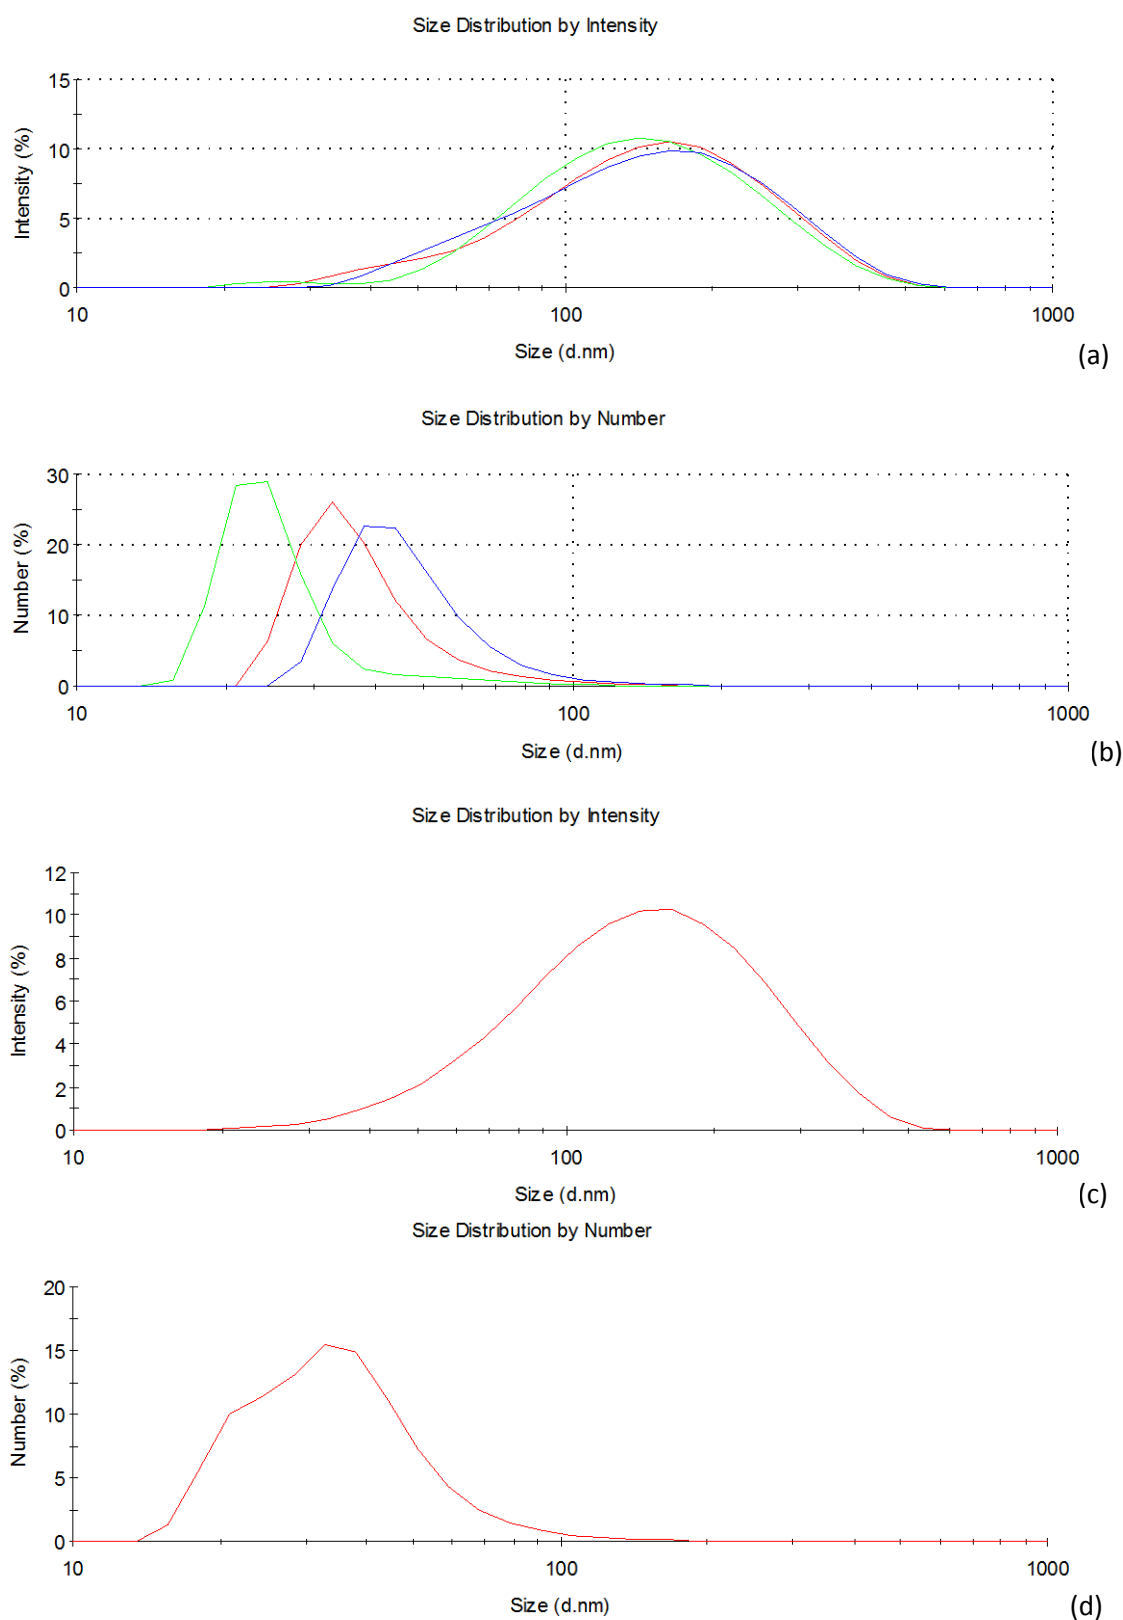 Size Distribution by Intensity
15
10
5
0
Intensity (%)
10 100 1000
Size (d.nm)
(a)
Size Distribution by Number
30
20
10
0
Number (%)
10 100 1000
Size (d.nm)
(b)
Size Distribution by Intensity
12
10
8
6
4
2
0
Intensity (%)
10 100 1000
Size (d.nm)
(c)
Size Distribution by Number
20
15
10
5
0
Number (%)
10 100 1000
Size (d.nm)
(d)